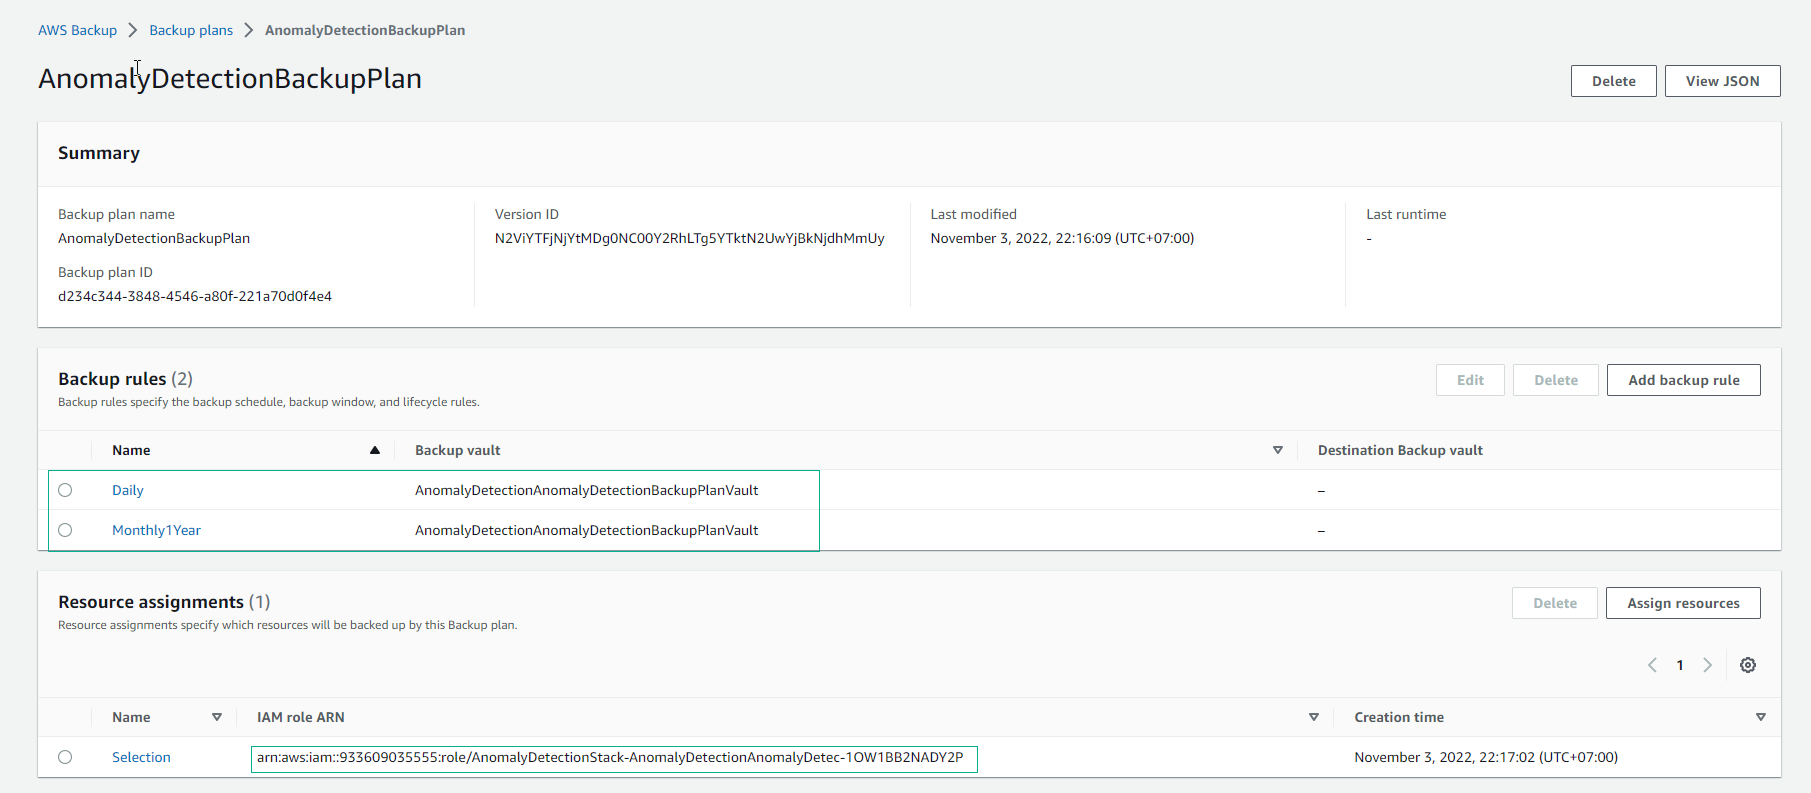 AWS Backup > Backup plans > AnomalyDetectionBackupPlan
AnomalyDetectionBackupPlan
Delete
View JSON
Summary
Backup plan name
AnomalyDetectionBackupPlan
Backup plan ID
d234c344-3848-4546-a80f-221a70d0f4e4
Version ID
N2ViYTFjNjYtMDg0NC00Y2RhLTg5YTktN2UwYjBkNjdhMmUy
Last modified
November 3, 2022, 22:16:09 (UTC+07:00)
Last runtime
-
Backup rules (2)
Backup rules specify the backup schedule, backup window, and lifecycle rules.
Edit
Delete
Add backup rule
Name Backup vault Destination Backup vault
Daily AnomalyDetectionAnomalyDetectionBackupPlanVault –
Monthly1Year AnomalyDetectionAnomalyDetectionBackupPlanVault –
Resource assignments (1)
Resource assignments specify which resources will be backed up by this Backup plan.
Delete
Assign resources
1
Name IAM role ARN Creation time
Selection arn:aws:iam::933609035555:role/AnomalyDetectionStack-AnomalyDetectionAnomalyDetec-1OW1BB2NADY2P November 3, 2022, 22:17:02 (UTC+07:00)